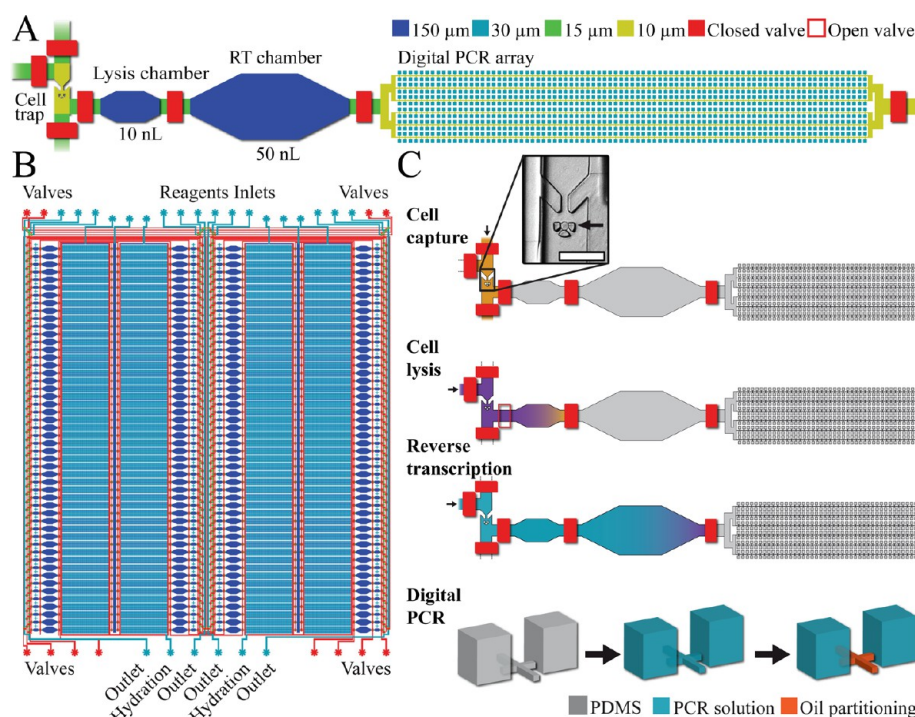 A
150 µm 30 µm 15 µm 10 µm Closed valve Open valve
Lysis chamber
RT chamber
Digital PCR array
Cell
trap
10 nL
50 nL
B
Valves Reagents Inlets Valves
Valves
Outlet
Hydration
Outlet
Outlet
Hydration
Outlet
Valves
C
Cell
capture
Cell
lysis
Reverse
transcription
Digital
PCR
PDMS PCR solution Oil partitioning